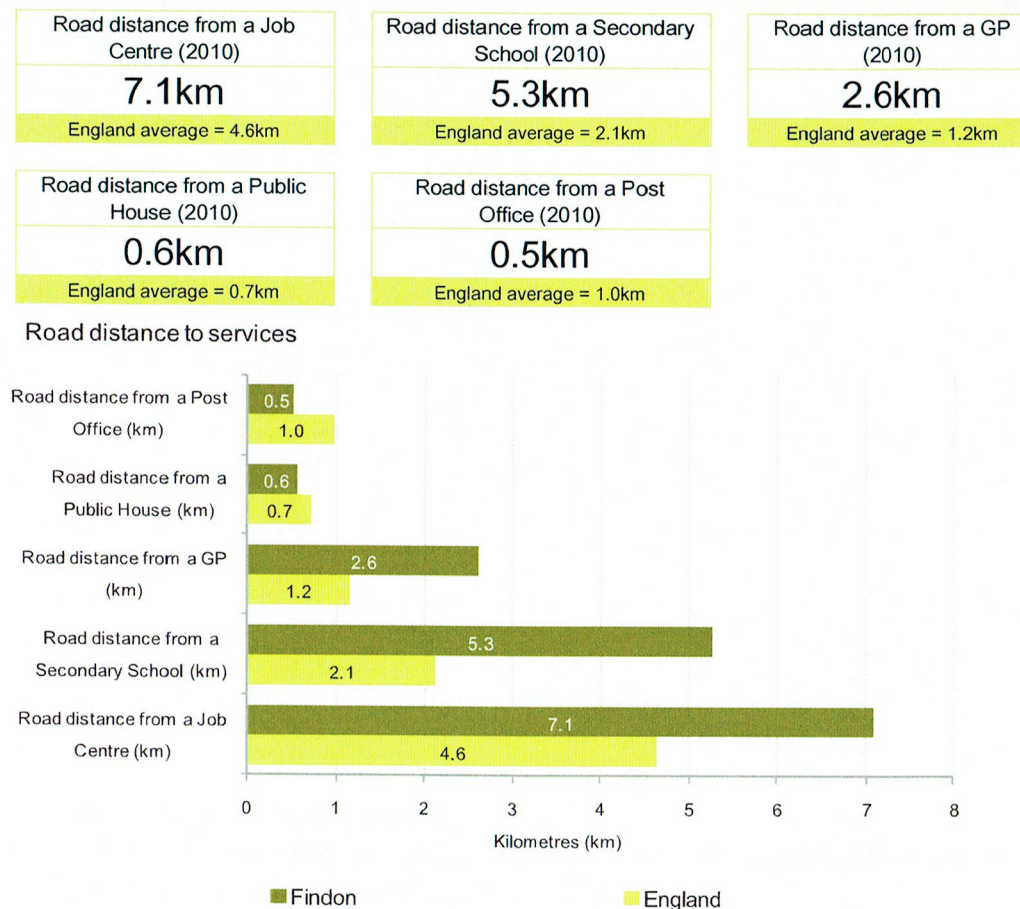 Road distance from a Job
Centre (2010)
7.1km
England average = 4.6km
Road distance from a Secondary
School (2010)
5.3km
England average = 2.1km
Road distance from a GP
(2010)
2.6km
England average = 1.2km
Road distance from a Public
House (2010)
0.6km
England average = 0.7km
Road distance from a Post
Office (2010)
0.5km
England average = 1.0km
Road distance to services
Road distance from a Post
Office (km)
0.5
1.0
Road distance from a
Public House (km)
0.6
0.7
Road distance from a GP
(km)
2.6
1.2
Road distance from a
Secondary School (km)
5.3
2.1
Road distance from a Job
Centre (km)
7.1
4.6
0 1 2 3 4 5 6 7 8
Kilometres (km)
Findon England